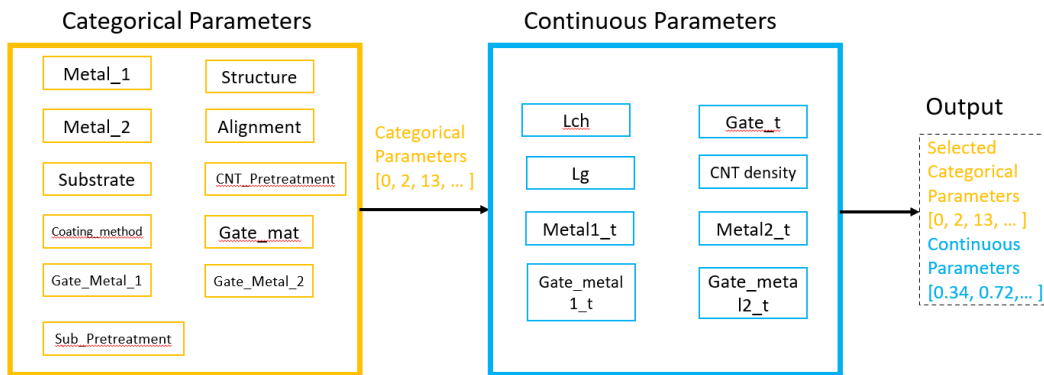 Categorical Parameters
Metal_1
Structure
Metal_2
Alignment
Substrate
CNT_Pretreatment
Coating_method
Gate_mat
Gate_Metal_1
Gate_Metal_2
Sub_Pretreatment
Categorical
Parameters
[0, 2, 13, … ]
Continuous Parameters
Lch
Gate_t
Lg
CNT density
Metal1_t
Metal2_t
Gate_metal
1_t
Gate_meta
l2_t
Output
Selected
Categorical
Parameters
[0, 2, 13, … ]
Continuous
Parameters
[0.34, 0.72,… ]